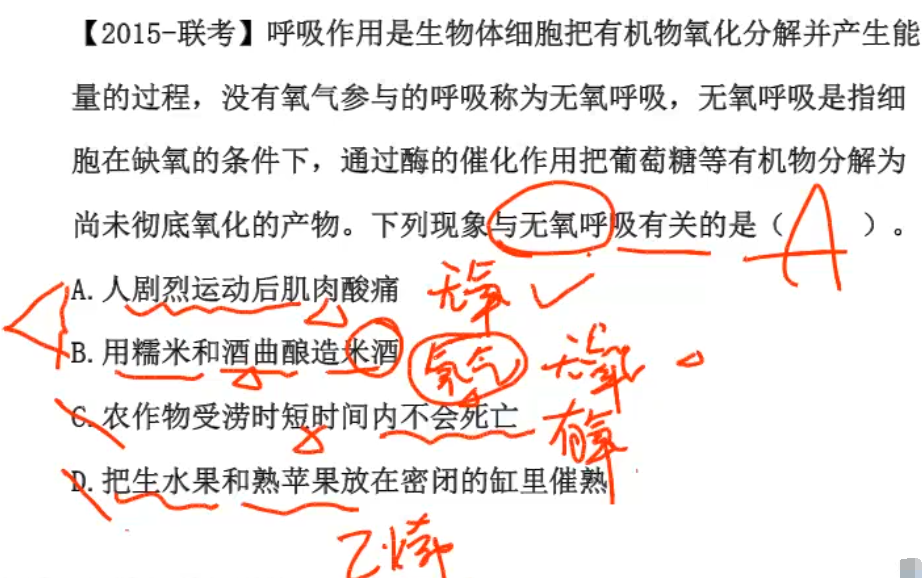 【2015-联考】呼吸作用是生物体细胞把有机物氧化分解并产生能
量的过程，没有氧气参与的呼吸称为无氧呼吸，无氧呼吸是指细
胞在缺氧的条件下，通过酶的催化作用把葡萄糖等有机物分解为
尚未彻底氧化的产物。下列现象与无氧呼吸有关的是（ A ）。
A.人剧烈运动后肌肉酸痛 无氧 ✓
B.用糯米和酒曲酿造米酒 氧气 无氧
C.农作物受涝时短时间内不会死亡 有氧
D.把生水果和熟苹果放在密闭的缸里催熟
乙烯